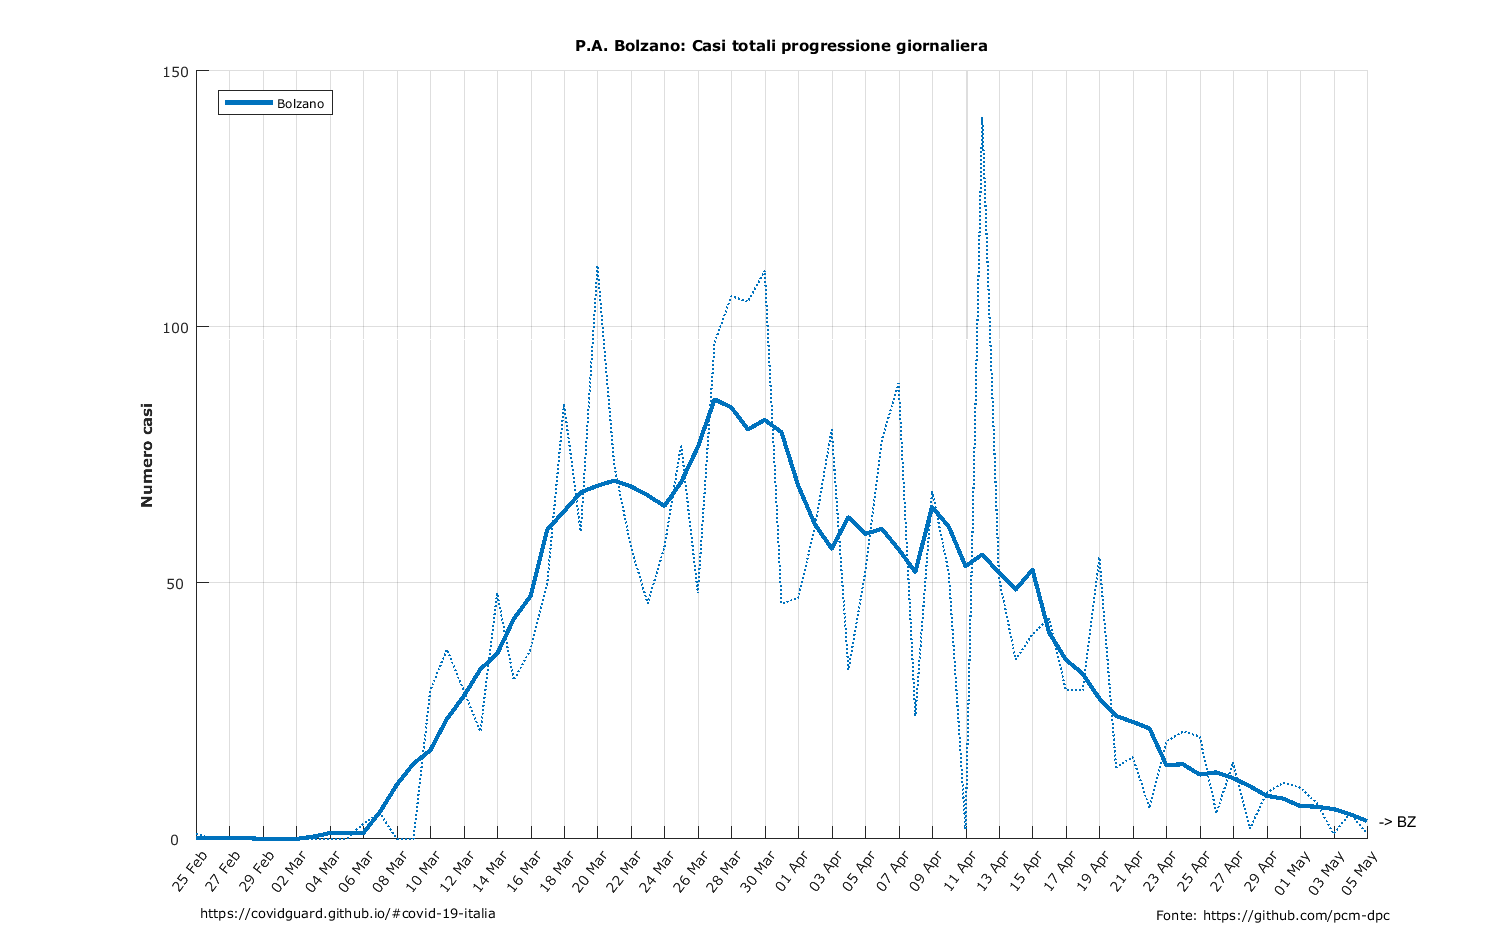 P.A. Bolzano: Casi totali progressione giornaliera
150
Bolzano
100
50
0
Numero casi
-> BZ
25 Feb
27 Feb
29 Feb
02 Mar
04 Mar
06 Mar
08 Mar
10 Mar
12 Mar
14 Mar
16 Mar
18 Mar
20 Mar
22 Mar
24 Mar
26 Mar
28 Mar
30 Mar
01 Apr
03 Apr
05 Apr
07 Apr
09 Apr
11 Apr
13 Apr
15 Apr
17 Apr
19 Apr
21 Apr
23 Apr
25 Apr
27 Apr
29 Apr
01 May
03 May
05 May
https://covidguard.github.io/#covid-19-italia
Fonte: https://github.com/pcm-dpc